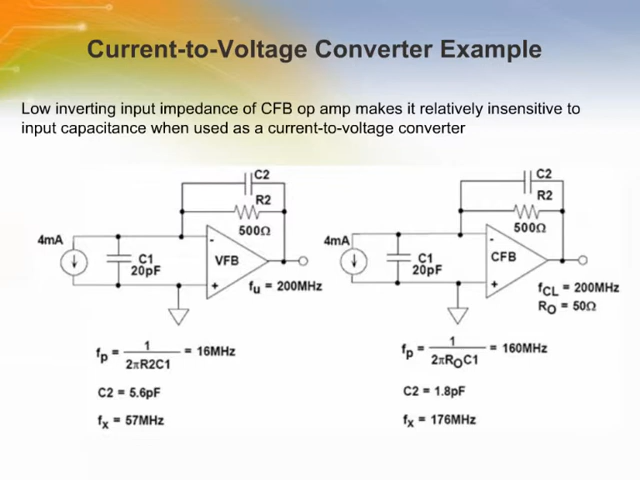 Current-to-Voltage Converter Example
Low inverting input impedance of CFB op amp makes it relatively insensitive to
input capacitance when used as a current-to-voltage converter
C2
R2
500Ω
4mA
C1
20pF
-
VFB
+
fu = 200MHz
fp = 1 / 2πR2C1 = 16MHz
C2 = 5.6pF
fx = 57MHz
C2
R2
500Ω
4mA
C1
20pF
-
CFB
+
fCL = 200MHz
RO = 50Ω
fp = 1 / 2πROC1 = 160MHz
C2 = 1.8pF
fx = 176MHz